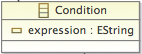 Condition
expression : EString